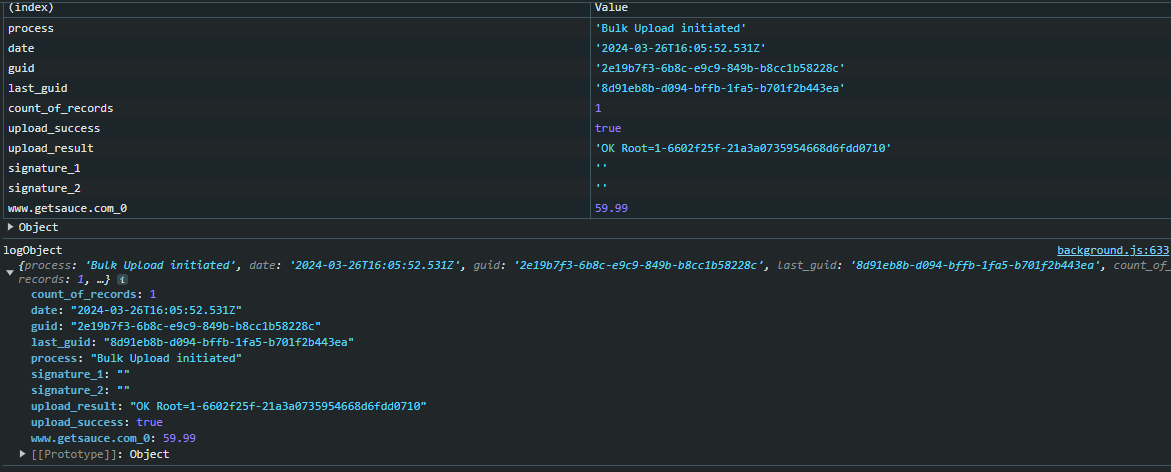 (index) Value
process 'Bulk Upload initiated'
date '2024-03-26T16:05:52.531Z'
guid '2e19b7f3-6b8c-e9c9-849b-b8cc1b58228c'
last_guid '8d91eb8b-d094-bffb-1fa5-b701f2b443ea'
count_of_records 1
upload_success true
upload_result 'OK Root=1-6602f25f-21a3a0735954668d6fdd0710'
signature_1 ''
signature_2 ''
www.getsauce.com_0 59.99
Object
logObject background.js:633
{process: 'Bulk Upload initiated', date: '2024-03-26T16:05:52.531Z', guid: '2e19b7f3-6b8c-e9c9-849b-b8cc1b58228c', last_guid: '8d91eb8b-d094-bffb-1fa5-b701f2b443ea', count_of_
records: 1, …} i
count_of_records: 1
date: "2024-03-26T16:05:52.531Z"
guid: "2e19b7f3-6b8c-e9c9-849b-b8cc1b58228c"
last_guid: "8d91eb8b-d094-bffb-1fa5-b701f2b443ea"
process: "Bulk Upload initiated"
signature_1: ""
signature_2: ""
upload_result: "OK Root=1-6602f25f-21a3a0735954668d6fdd0710"
upload_success: true
www.getsauce.com_0: 59.99
[[Prototype]]: Object